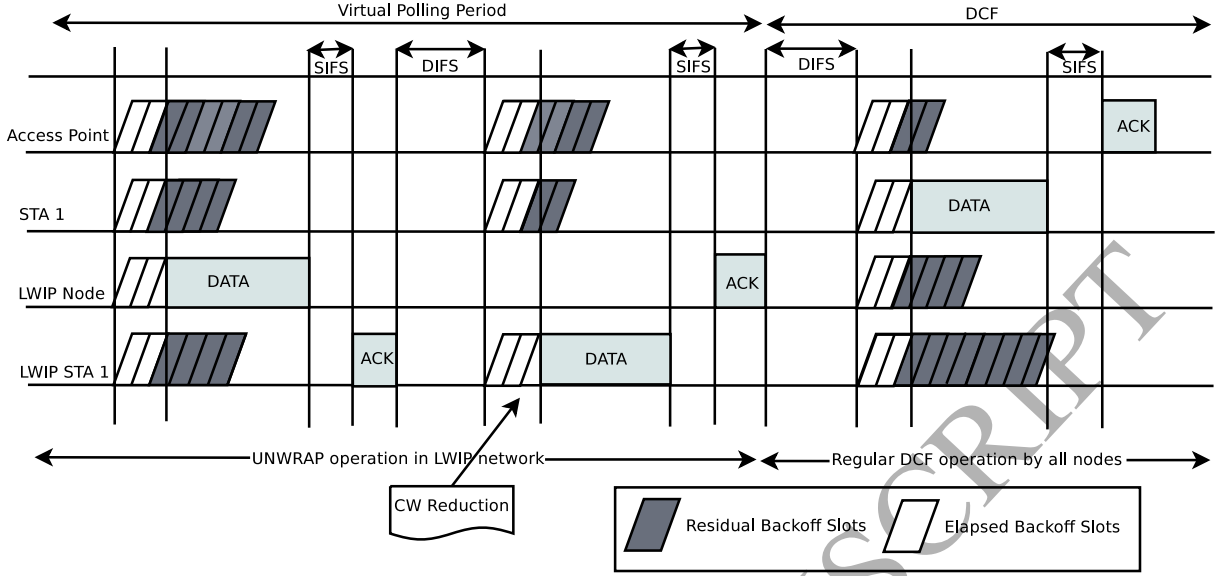 Virtual Polling Period
DCF
SIFS
DIFS
SIFS
DIFS
SIFS
Access Point
ACK
STA 1
DATA
LWIP Node
DATA
ACK
LWIP STA 1
ACK
DATA
UNWRAP operation in LWIP network
Regular DCF operation by all nodes
CW Reduction
Residual Backoff Slots
Elapsed Backoff Slots